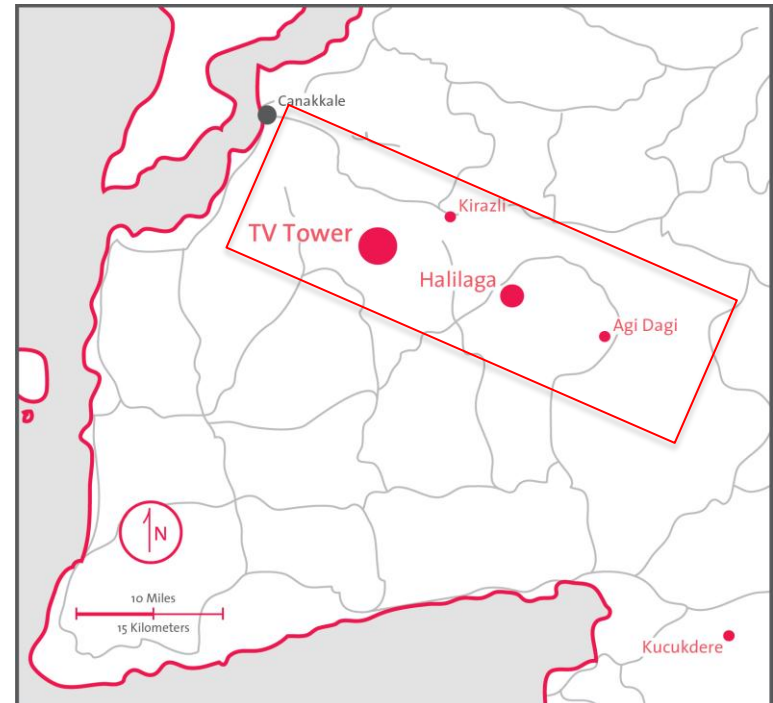 Canakkale
Kirazli
TV Tower
Halilaga
Agi Dagi
N
10 Miles
15 Kilometers
Kucukdere